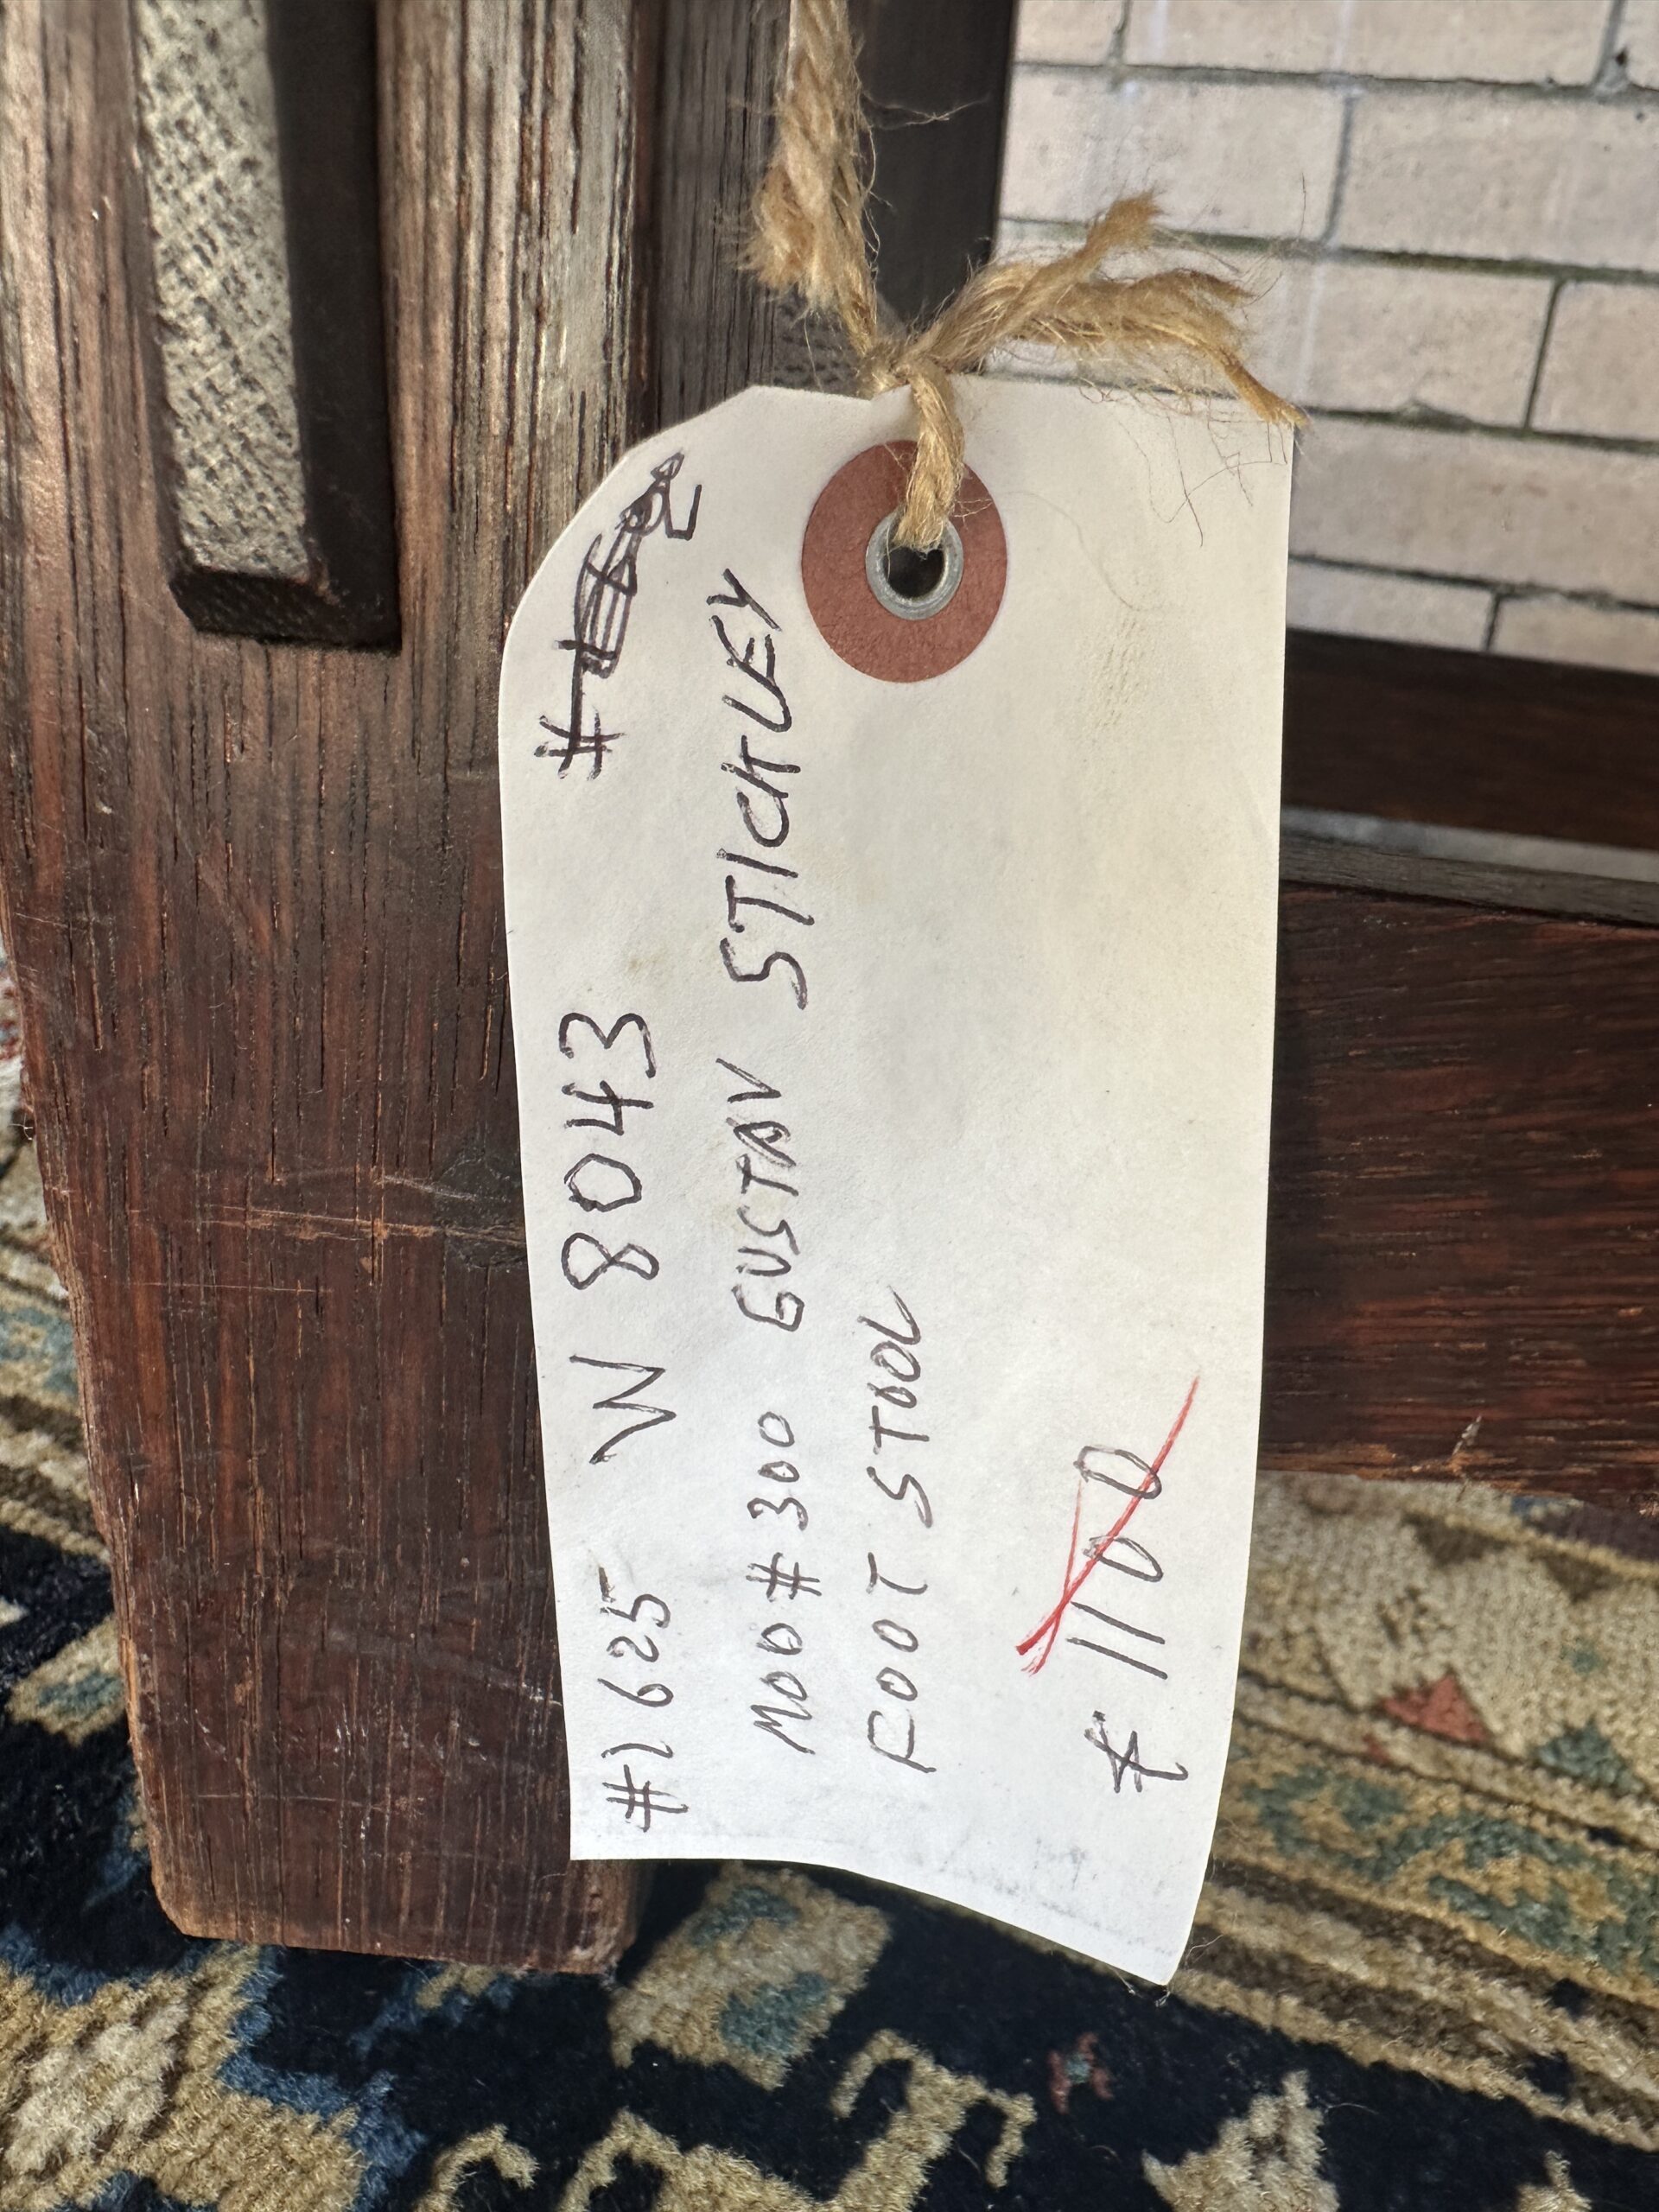 #1625 W 8043 #
MOD #300 GUSTAV STICKLEY
FOOT STOOL
$1100